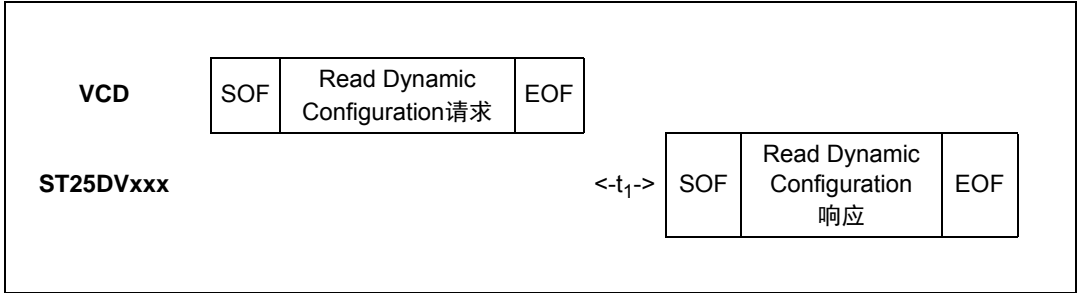 VCD
SOF
Read Dynamic
Configuration请求
EOF
ST25DVxxx
<-t1->
SOF
Read Dynamic
Configuration
响应
EOF